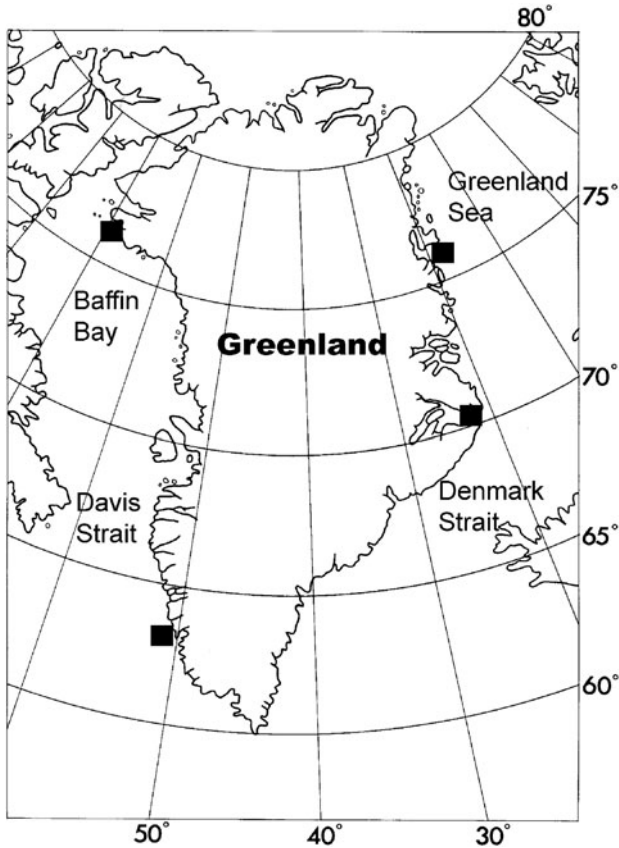 80°
Greenland
Sea
75°
Baffin
Bay
Greenland
70°
Davis
Strait
Denmark
Strait
65°
60°
50°
40°
30°